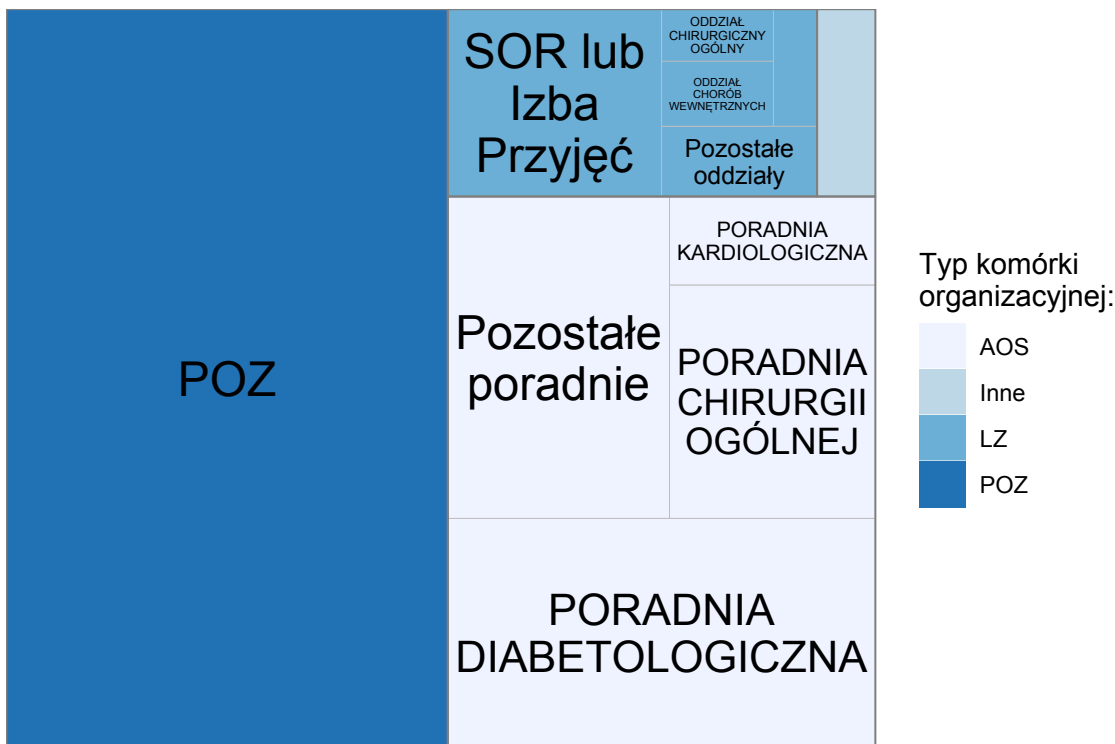 POZ
SOR lub
Izba
Przyjęć
ODDZIAŁ
CHIRURGICZNY
OGÓLNY
ODDZIAŁ
CHORÓB
WEWNĘTRZNYCH
Pozostałe
oddziały
Pozostałe
poradnie
PORADNIA
KARDIOLOGICZNA
PORADNIA
CHIRURGII
OGÓLNEJ
PORADNIA
DIABETOLOGICZNA
Typ komórki
organizacyjnej:
AOS
Inne
LZ
POZ